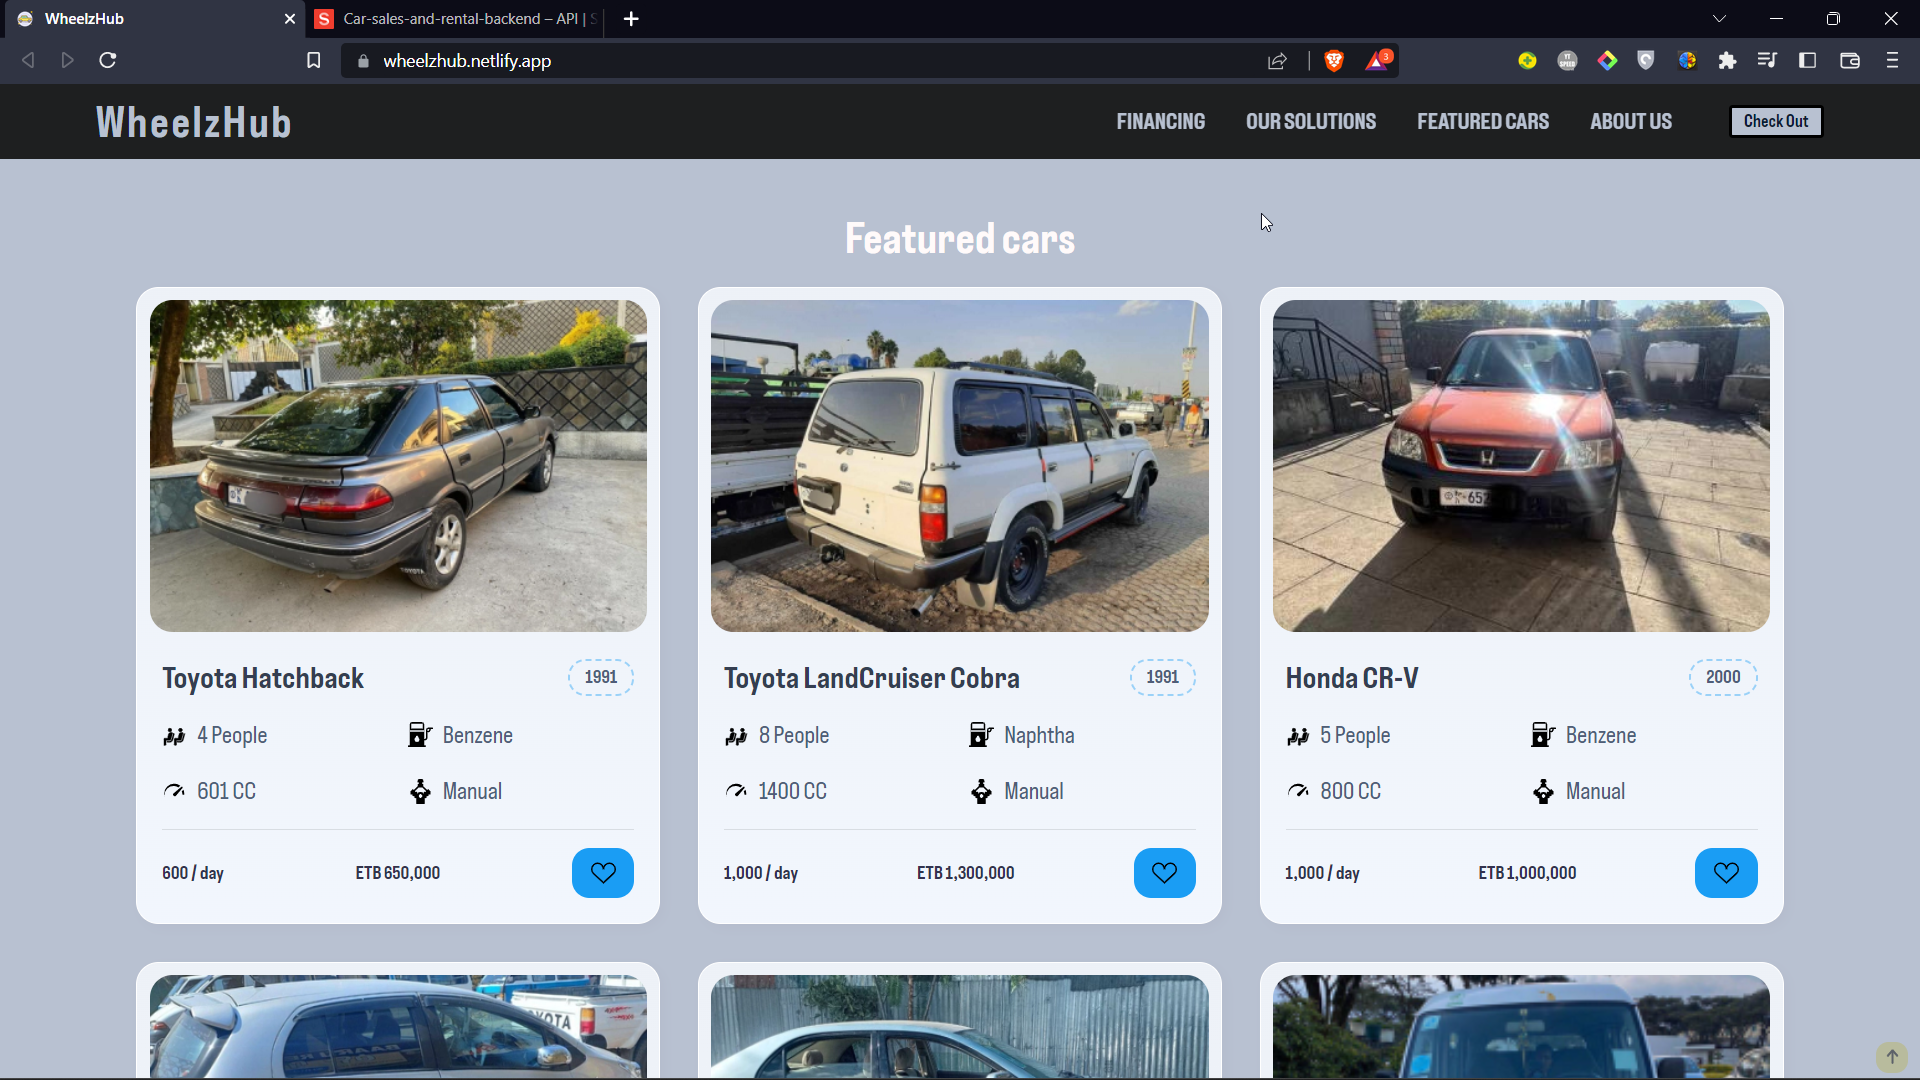 WheelzHub
Car-sales-and-rental-backend – API |
wheelzhub.netlify.app
3
WheelzHub
FINANCING
OUR SOLUTIONS
FEATURED CARS
ABOUT US
Check Out
Featured cars
Toyota Hatchback
1991
4 People
Benzene
601 CC
Manual
600 / day
ETB 650,000
Toyota LandCruiser Cobra
1991
8 People
Naphtha
1400 CC
Manual
1,000 / day
ETB 1,300,000
Honda CR-V
2000
5 People
Benzene
800 CC
Manual
1,000 / day
ETB 1,000,000